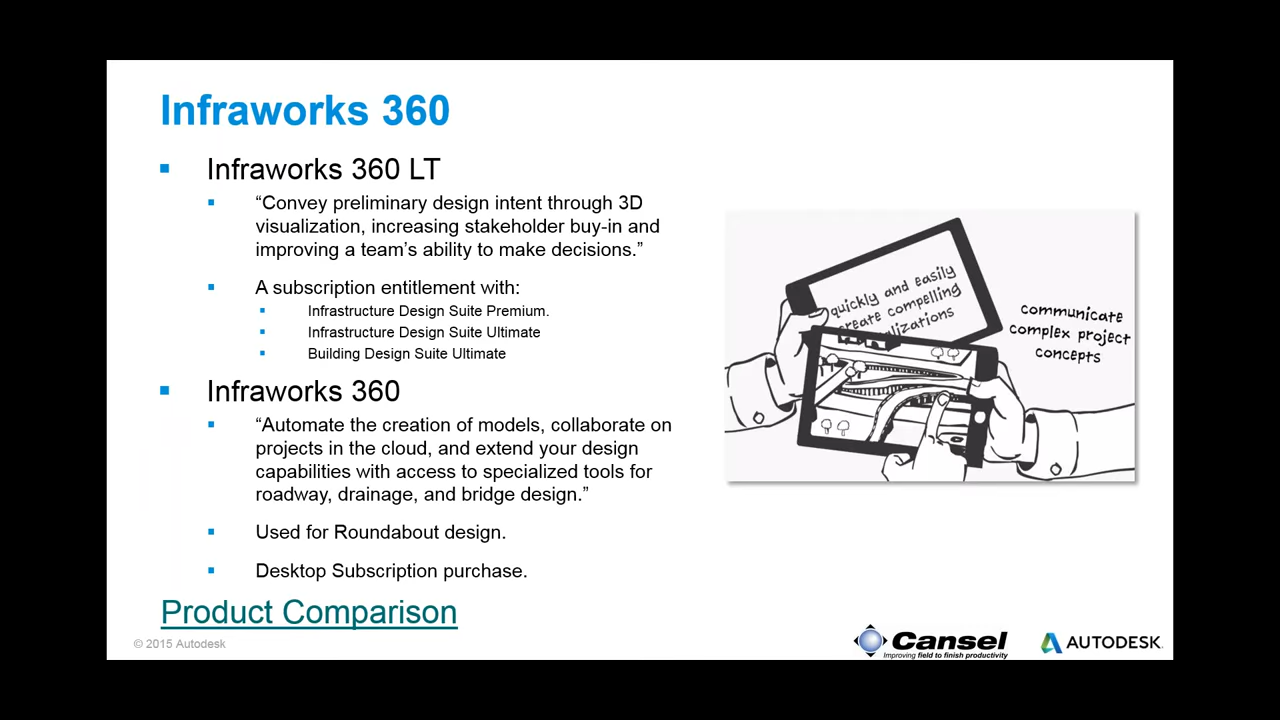 Infraworks 360
Infraworks 360 LT
“Convey preliminary design intent through 3D
visualization, increasing stakeholder buy-in and
improving a team’s ability to make decisions.”
A subscription entitlement with:
Infrastructure Design Suite Premium.
Infrastructure Design Suite Ultimate
Building Design Suite Ultimate
Infraworks 360
“Automate the creation of models, collaborate on
projects in the cloud, and extend your design
capabilities with access to specialized tools for
roadway, drainage, and bridge design.”
Used for Roundabout design.
Desktop Subscription purchase.
Product Comparison
quickly and easily
create compelling
communicate
complex project
concepts
© 2015 Autodesk
Cansel
Improving field to finish productivity
AUTODESK.